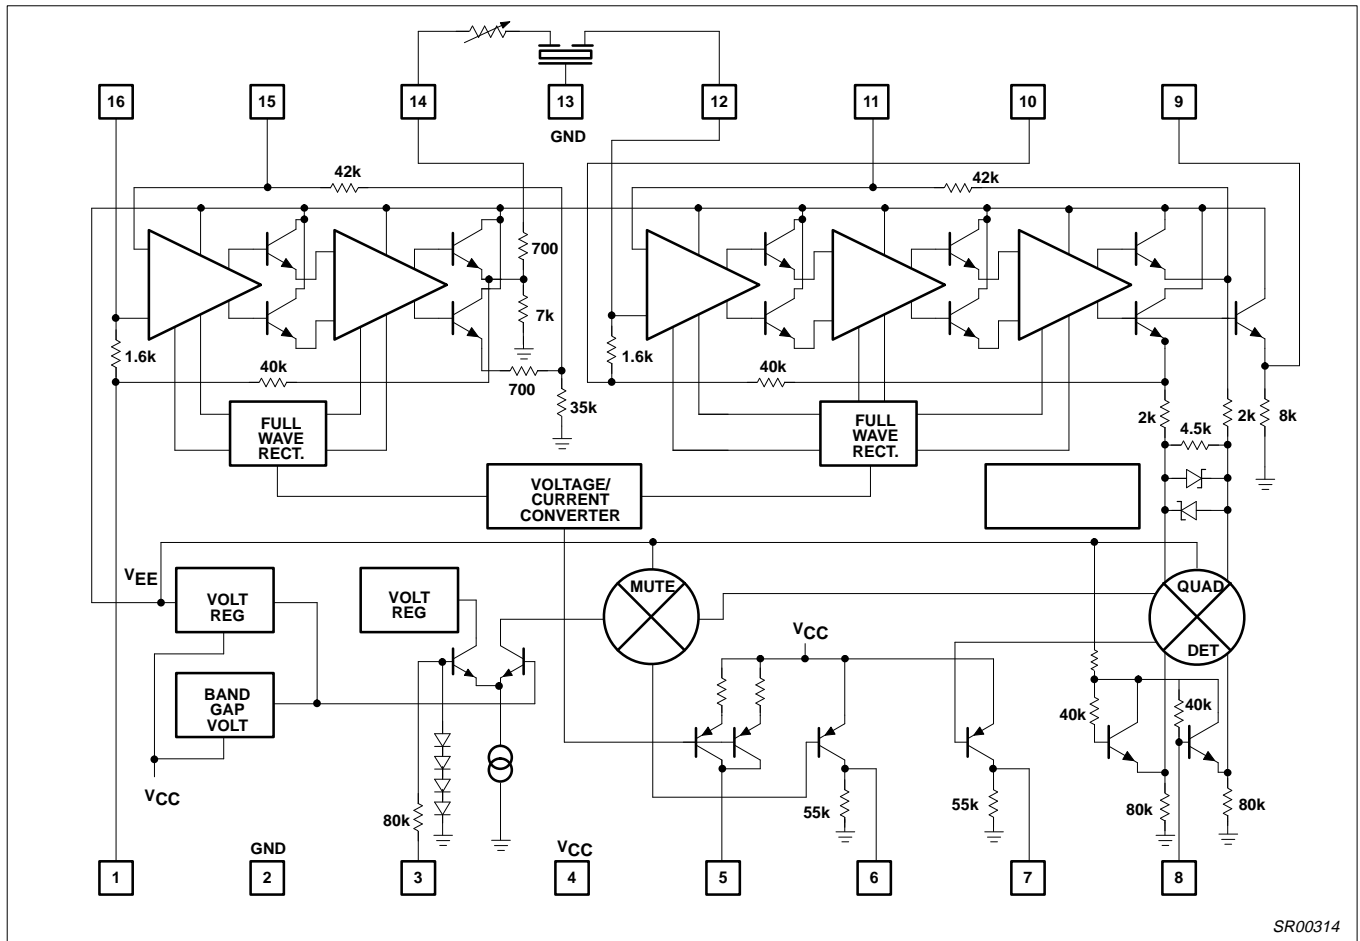 16
15
14
13
12
11
10
9
GND
42k
42k
700
7k
1.6k
40k
700
35k
1.6k
40k
2k
2k
8k
4.5k
FULL
WAVE
RECT.
FULL
WAVE
RECT.
VOLTAGE/
CURRENT
CONVERTER
VEE
VOLT
REG
VOLT
REG
MUTE
QUAD
DET
VCC
BAND
GAP
VOLT
VCC
40k
40k
80k
55k
55k
80k
80k
GND
VCC
1
2
3
4
5
6
7
8
SR00314